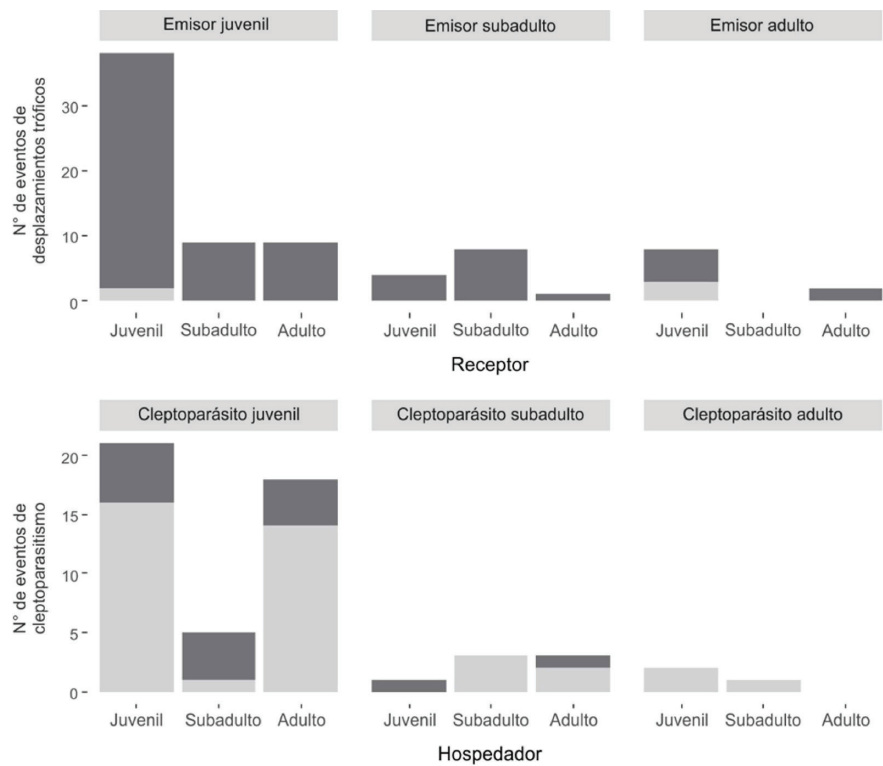 Emisor juvenil
Emisor subadulto
Emisor adulto
N° de eventos de
desplazamientos tróficos
30
20
10
0
Juvenil Subadulto Adulto
Juvenil Subadulto Adulto
Juvenil Subadulto Adulto
Receptor
Cleptoparásito juvenil
Cleptoparásito subadulto
Cleptoparásito adulto
N° de eventos de
cleptoparasitismo
20
15
10
5
0
Juvenil Subadulto Adulto
Juvenil Subadulto Adulto
Juvenil Subadulto Adulto
Hospedador